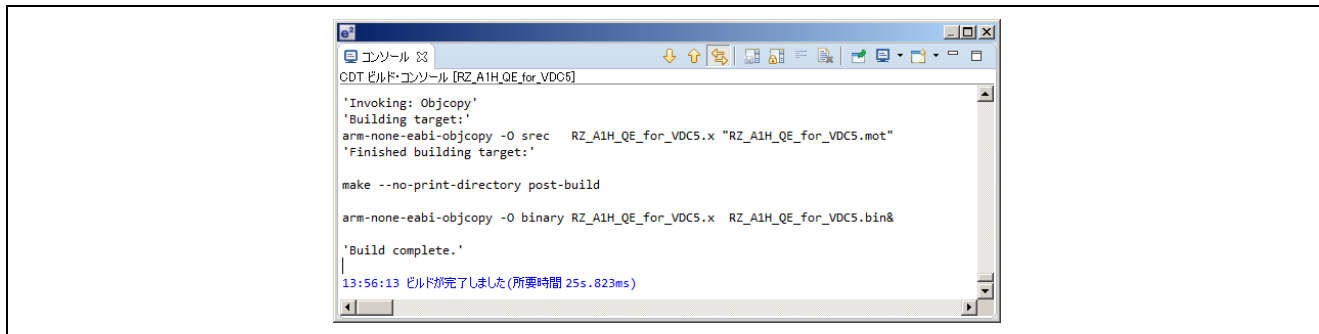 e²
コンソール
CDT ビルド・コンソール [RZ_A1H_QE_for_VDC5]
'Invoking: Objcopy'
'Building target:'
arm-none-eabi-objcopy -O srec   RZ_A1H_QE_for_VDC5.x "RZ_A1H_QE_for_VDC5.mot"
'Finished building target:'
make --no-print-directory post-build
arm-none-eabi-objcopy -O binary RZ_A1H_QE_for_VDC5.x  RZ_A1H_QE_for_VDC5.bin&
'Build complete.'
13:56:13 ビルドが完了しました(所要時間 25s.823ms)